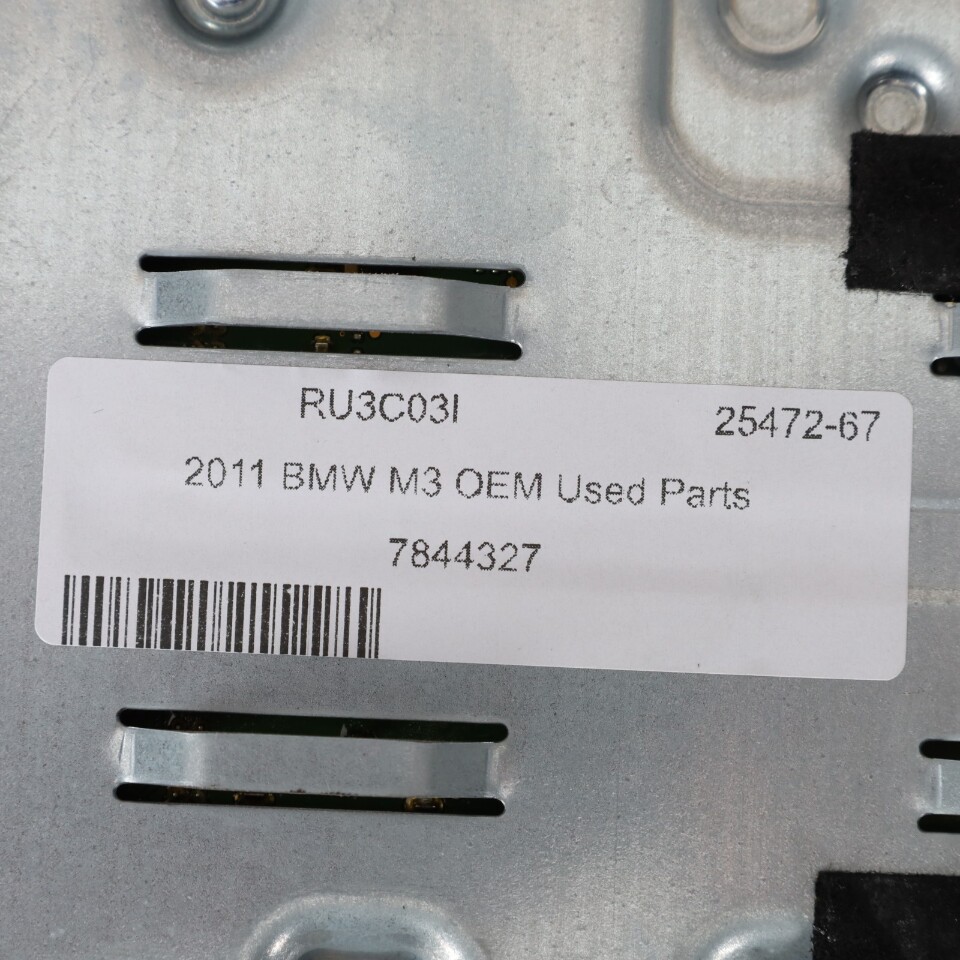 RU3C03I 25472-67
2011 BMW M3 OEM Used Parts
7844327